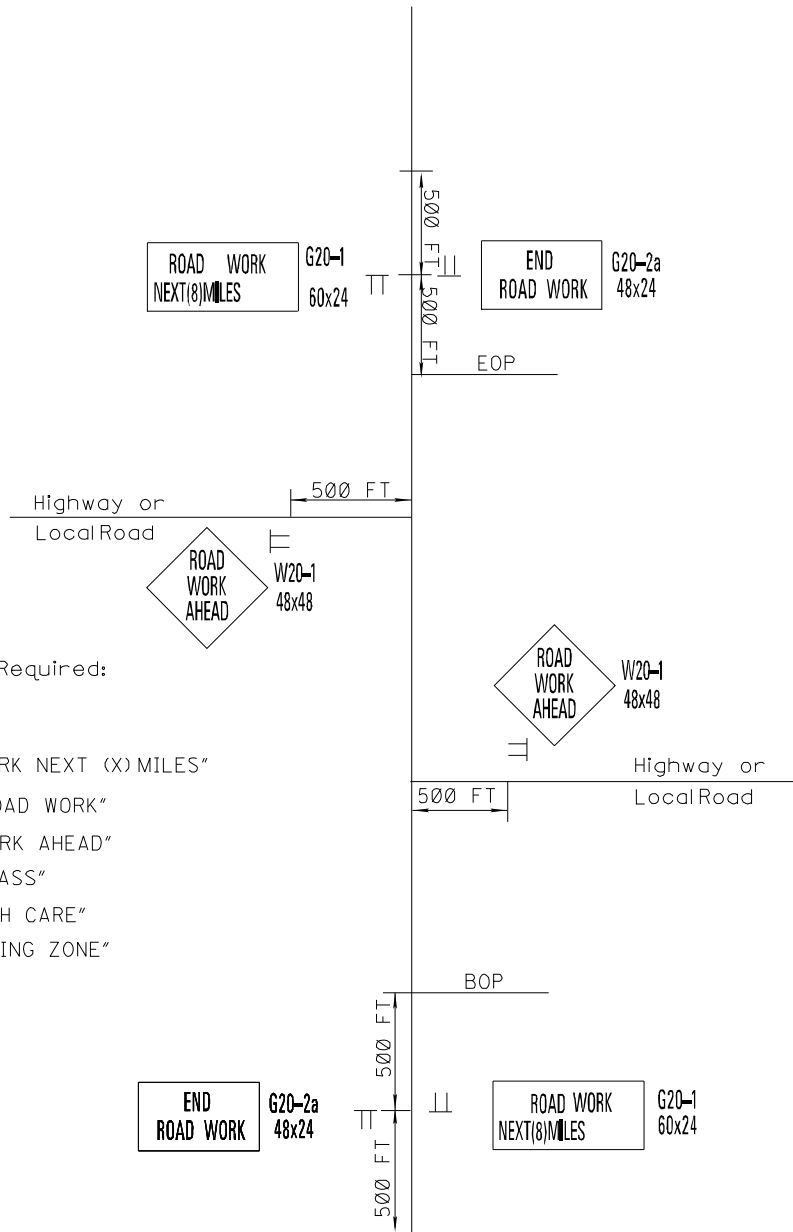 500 FT
ROAD WORK
NEXT(8)MILES
G20-1
60x24
END
ROAD WORK
G20-2a
48x24
500 FT
EOP
500 FT
Highway or
Local Road
ROAD
WORK
AHEAD
W20-1
48x48
Required:
ROAD
WORK
AHEAD
W20-1
48x48
RK NEXT (X) MILES"
OAD WORK"
RK AHEAD"
ASS"
H CARE"
ING ZONE"
Highway or
Local Road
500 FT
BOP
500 FT
END
ROAD WORK
G20-2a
48x24
ROAD WORK
NEXT(8)MILES
G20-1
60x24
500 FT